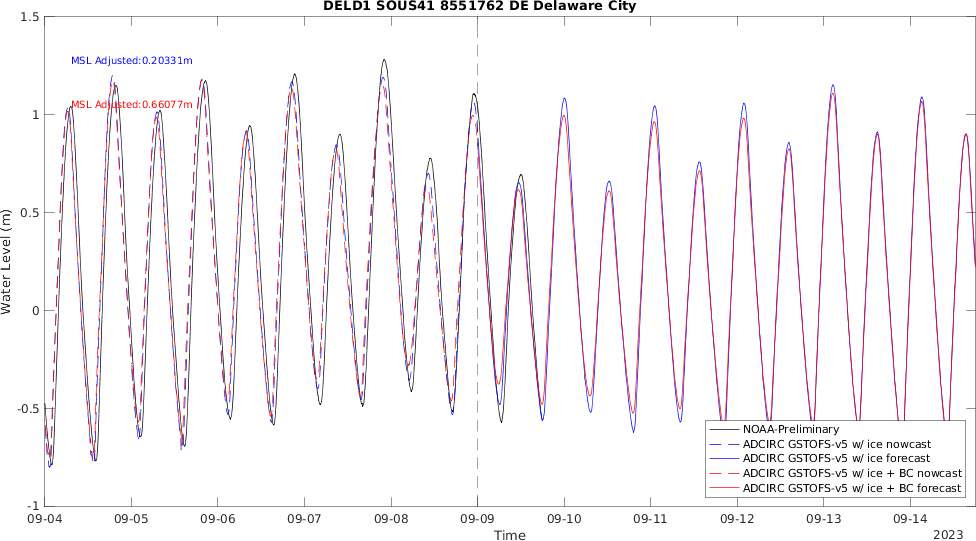 DELD1 SOUS41 8551762 DE Delaware City
1.5
1
0.5
0
-0.5
-1
Water Level (m)
MSL Adjusted:0.20331m
MSL Adjusted:0.66077m
NOAA-Preliminary
ADCIRC GSTOFS-v5 w/ ice nowcast
ADCIRC GSTOFS-v5 w/ ice forecast
ADCIRC GSTOFS-v5 w/ ice + BC nowcast
ADCIRC GSTOFS-v5 w/ ice + BC forecast
09-04 09-05 09-06 09-07 09-08 09-09 09-10 09-11 09-12 09-13 09-14
Time
2023